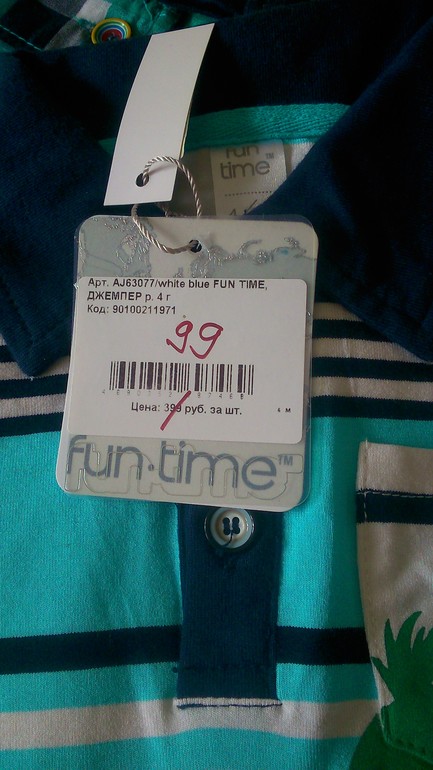 fun
time™
Арт. AJ63077/white blue FUN TIME,
ДЖЕМПЕР р. 4 г
Код: 90100211971
99
Цена: 399 руб. за шт.
fun·time™